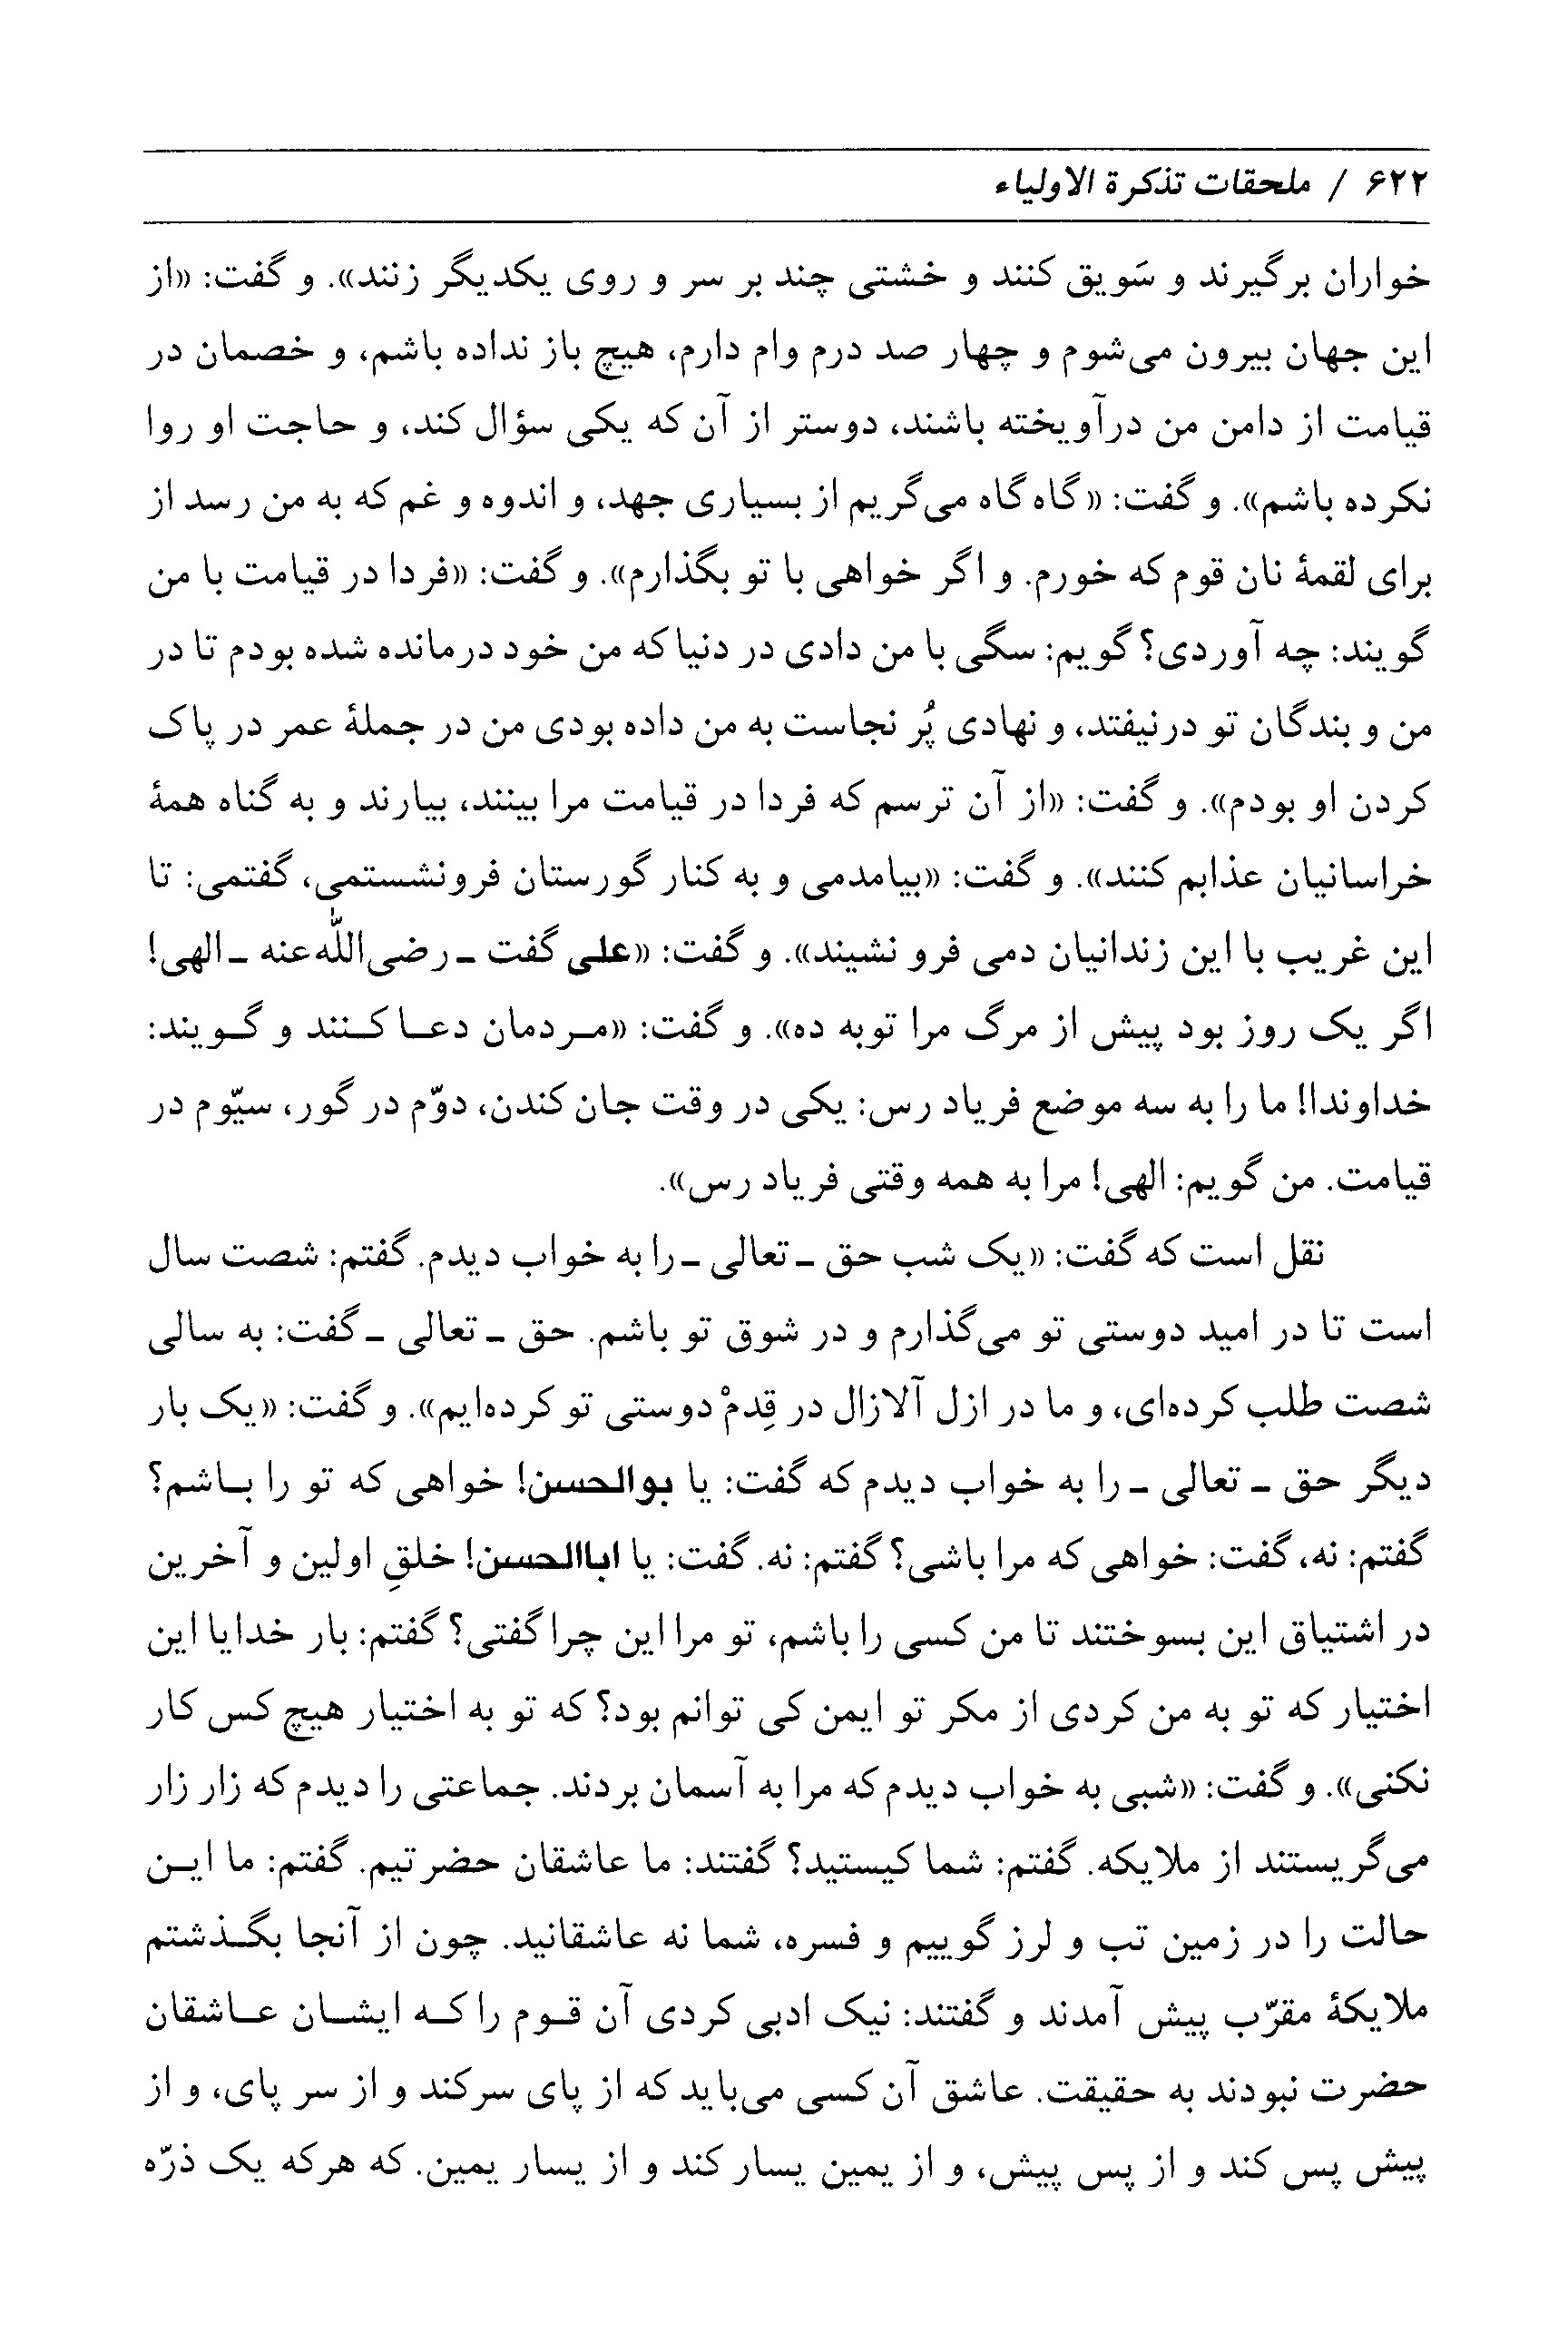 ۶۲۲ / ملحقات تذکرة الاولیاء
خواران برگیرند و سَویق کنند و خشتی چند بر سر و روی یکدیگر زنند». و گفت: «از
این جهان بیرون می‌شوم و چهار صد درم وام دارم، هیچ باز نداده باشم، و خصمان در
قیامت از دامن من درآویخته باشند، دوستر از آن که یکی سؤال کند، و حاجت او روا
نکرده باشم». و گفت: «گاه گاه می‌گریم از بسیاری جهد، و اندوه و غم که به من رسد از
برای لقمهٔ نان قوم که خورم. و اگر خواهی با تو بگذارم». و گفت: «فردا در قیامت با من
گویند: چه آوردی؟ گویم: سگی با من دادی در دنیا که من خود درمانده شده بودم تا در
من و بندگان تو درنیفتد، و نهادی پُر نجاست به من داده بودی من در جملهٔ عمر در پاک
کردن او بودم». و گفت: «از آن ترسم که فردا در قیامت مرا بینند، بیارند و به گناه همهٔ
خراسانیان عذابم کنند». و گفت: «بیامدمی و به کنار گورستان فرونشستمی، گفتمی: تا
این غریب با این زندانیان دمی فرو نشیند». و گفت: «علی گفت ـ رضی‌اللّٰه‌عنه ـ الهی!
اگر یک روز بود پیش از مرگ مرا توبه ده». و گفت: «مـردمان دعـا کـنند و گـویند:
خداوندا! ما را به سه موضع فریاد رس: یکی در وقت جان کندن، دوّم در گور، سیّوم در
قیامت. من گویم: الهی! مرا به همه وقتی فریاد رس».
نقل است که گفت: «یک شب حق ـ تعالی ـ را به خواب دیدم. گفتم: شصت سال
است تا در امید دوستی تو می‌گذارم و در شوق تو باشم. حق ـ تعالی ـ گفت: به سالی
شصت طلب کرده‌ای، و ما در ازل آلازال در قِدمْ دوستی تو کرده‌ایم». و گفت: «یک بار
دیگر حق ـ تعالی ـ را به خواب دیدم که گفت: یا بوالحسن! خواهی که تو را بـاشم؟
گفتم: نه، گفت: خواهی که مرا باشی؟ گفتم: نه. گفت: یا اباالحسن! خلقِ اولین و آخرین
در اشتیاق این بسوختند تا من کسی را باشم، تو مرا این چرا گفتی؟ گفتم: بار خدایا این
اختیار که تو به من کردی از مکر تو ایمن کی توانم بود؟ که تو به اختیار هیچ کس کار
نکنی». و گفت: «شبی به خواب دیدم که مرا به آسمان بردند. جماعتی را دیدم که زار زار
می‌گریستند از ملایکه. گفتم: شما کیستید؟ گفتند: ما عاشقان حضرتیم. گفتم: ما ایـن
حالت را در زمین تب و لرز گوییم و فسره، شما نه عاشقانید. چون از آنجا بگـذشتم
ملایکهٔ مقرّب پیش آمدند و گفتند: نیک ادبی کردی آن قـوم را کـه ایشـان عـاشقان
حضرت نبودند به حقیقت. عاشق آن کسی می‌باید که از پای سرکند و از سر پای، و از
پیش پس کند و از پس پیش، و از یمین یسار کند و از یسار یمین. که هرکه یک ذرّه